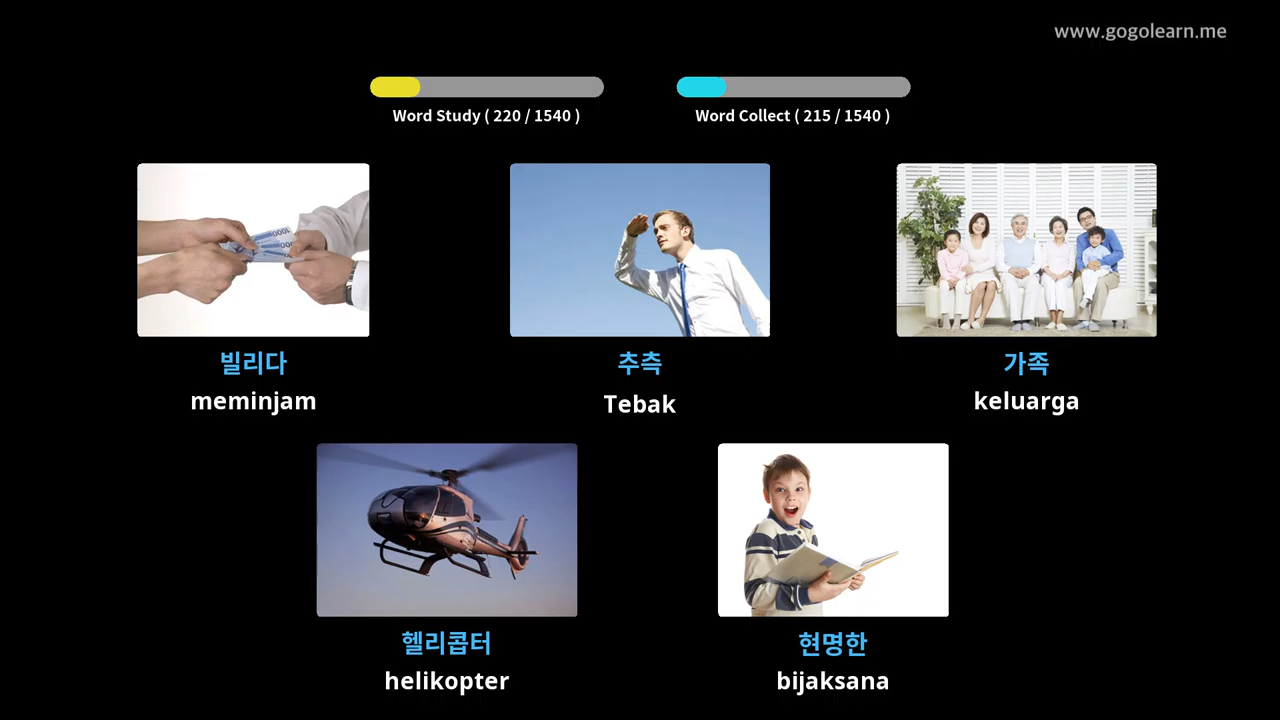 www.gogolearn.me
Word Study ( 220 / 1540 )
Word Collect ( 215 / 1540 )
빌리다
meminjam
추측
Tebak
가족
keluarga
헬리콥터
helikopter
현명한
bijaksana